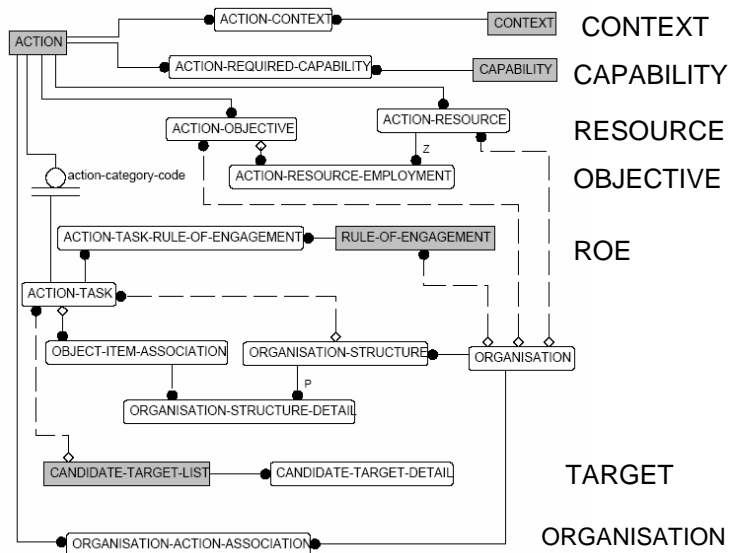 ACTION-CONTEXT
CONTEXT
CONTEXT
ACTION
ACTION-REQUIRED-CAPABILITY
CAPABILITY
CAPABILITY
ACTION-OBJECTIVE
ACTION-RESOURCE
RESOURCE
Z
action-category-code
ACTION-RESOURCE-EMPLOYMENT
OBJECTIVE
ACTION-TASK-RULE-OF-ENGAGEMENT
RULE-OF-ENGAGEMENT
ROE
ACTION-TASK
OBJECT-ITEM-ASSOCIATION
ORGANISATION-STRUCTURE
ORGANISATION
P
ORGANISATION-STRUCTURE-DETAIL
CANDIDATE-TARGET-LIST
CANDIDATE-TARGET-DETAIL
TARGET
ORGANISATION-ACTION-ASSOCIATION
ORGANISATION